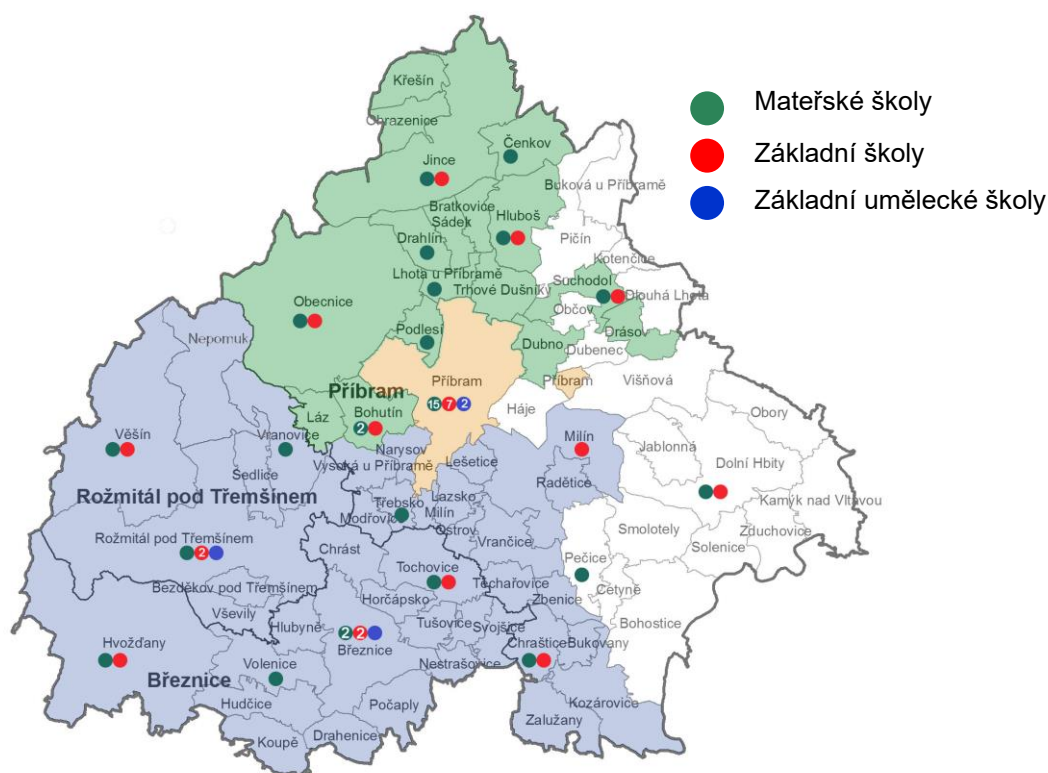 Mateřské školy
Základní školy
Základní umělecké školy
Křešín
Obrazenice
Čenkov
Jince
Buková u Příbramě
Bratkovice
Hluboš
Sádek
Pičín
Drahlín
Kotenčice
Lhota u Příbramě
Suchodol
Trhové Dušníky
Dlouhá Lhota
Obecnice
Občov
Nepomuk
Podlesí
Drásov
Dubno
Dubenec
Příbram
Příbram
Višňová
Příbram
15 7 2
Háje
Láz
Bohutín
2
Obory
Věšín
Vranovice
Narysov
Milín
Jablonná
Vysoká u Příbramě
Lešetice
Dolní Hbity
Sedlice
Radětice
Rožmitál pod Třemšínem
Třebsko
Lazsko
Kamýk nad Vltavou
Modřovice
Milín
Ostrov
Smolotely
Zduchovice
Rožmitál pod Třemšínem
2
Chrást
Vrančice
Solenice
Tochovice
Pečice
Bezděkov pod Třemšínem
Horčápsko
Těchařovice
Cetyně
Zbenice
Vševily
Hlubyně
Tušovice
Svojšice
Bohostice
2 2
Hvožďany
Březnice
Chraštice
Bukovany
Volenice
Nestrašovice
Březnice
Hudčice
Počaply
Kozárovice
Zalužany
Koupě
Drahenice